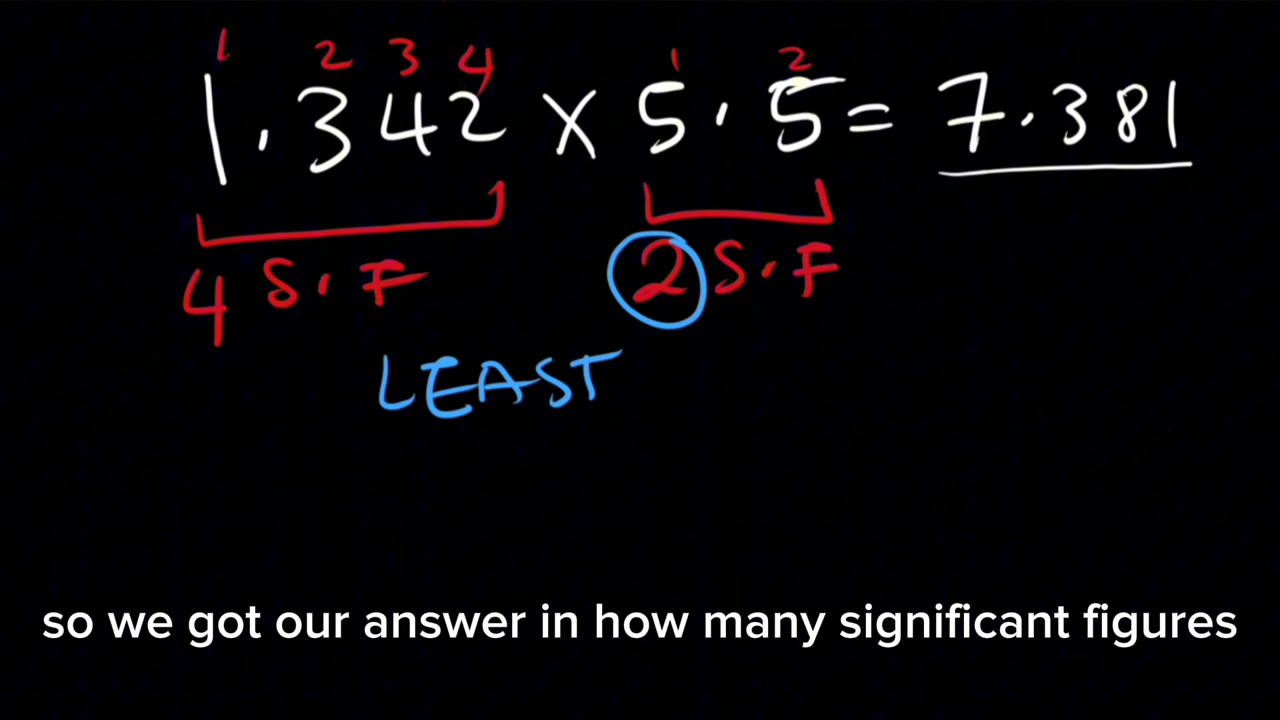 1 2 3 4 1 2
1.342 x 5.5 = 7.381
4 S.F 2 S.F
LEAST
so we got our answer in how many significant figures